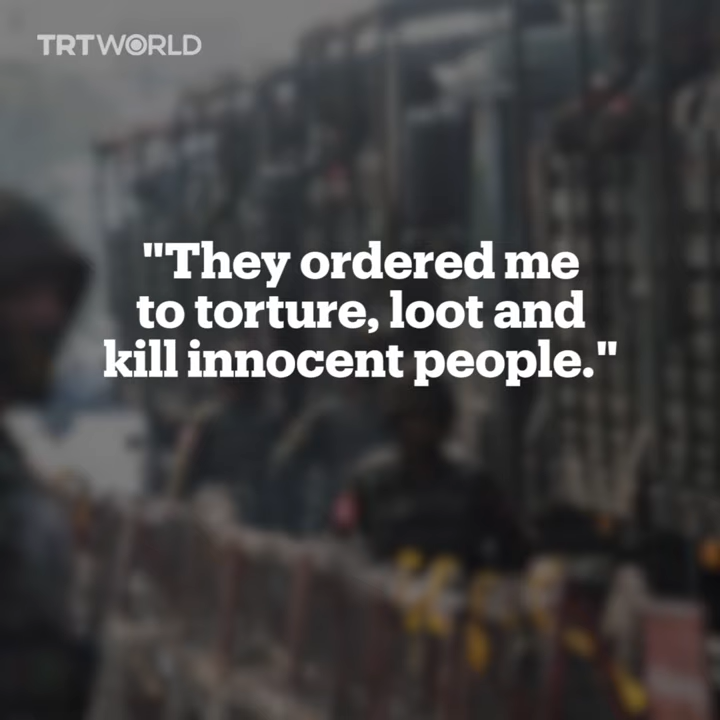 TRTWORLD
"They ordered me
to torture, loot and
kill innocent people."